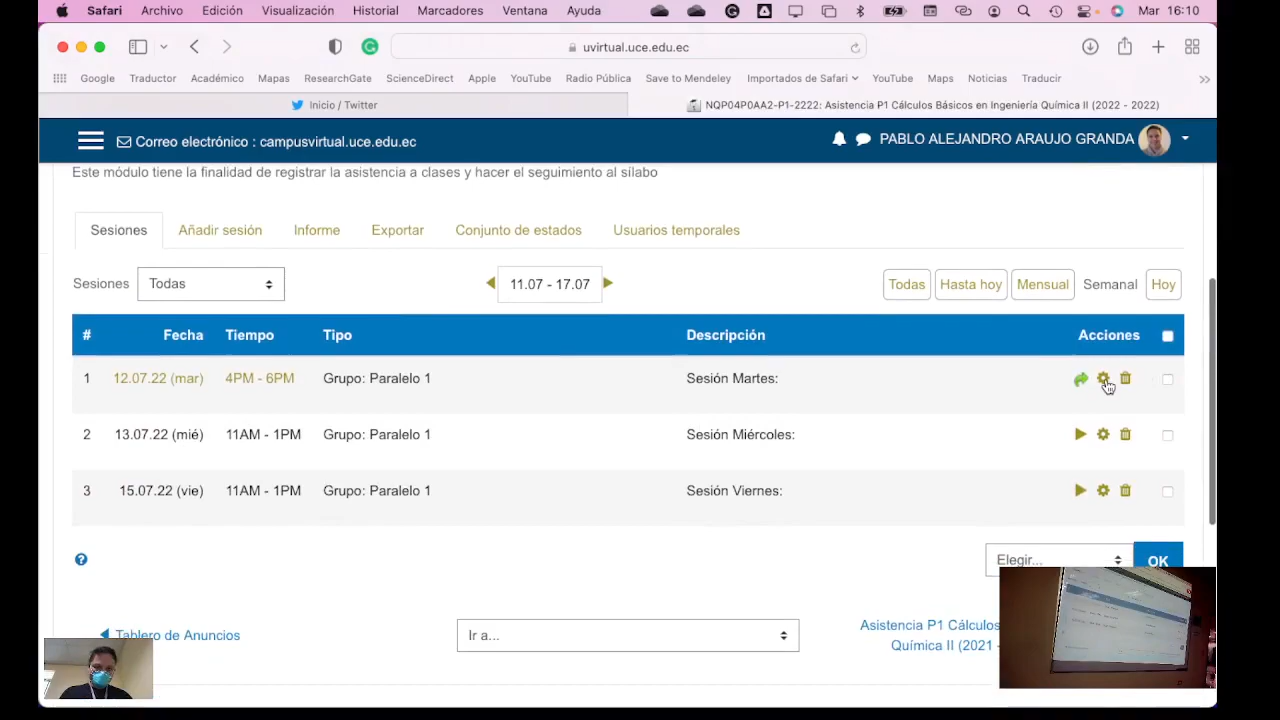 Safari Archivo Edición Visualización Historial Marcadores Ventana Ayuda Mar 16:10
uvirtual.uce.edu.ec
Google Traductor Académico Mapas ResearchGate ScienceDirect Apple YouTube Radio Pública Save to Mendeley Importados de Safari YouTube Maps Noticias Traducir
Inicio / Twitter NQP04P0AA2-P1-2222: Asistencia P1 Cálculos Básicos en Ingeniería Química II (2022 - 2022)
Correo electrónico : campusvirtual.uce.edu.ec PABLO ALEJANDRO ARAUJO GRANDA
Este módulo tiene la finalidad de registrar la asistencia a clases y hacer el seguimiento al sílabo
Sesiones Añadir sesión Informe Exportar Conjunto de estados Usuarios temporales
Sesiones Todas 11.07 - 17.07 Todas Hasta hoy Mensual Semanal Hoy
# Fecha Tiempo Tipo Descripción Acciones
1 12.07.22 (mar) 4PM - 6PM Grupo: Paralelo 1 Sesión Martes:
2 13.07.22 (mié) 11AM - 1PM Grupo: Paralelo 1 Sesión Miércoles:
3 15.07.22 (vie) 11AM - 1PM Grupo: Paralelo 1 Sesión Viernes:
Elegir... OK
Tablero de Anuncios Ir a... Asistencia P1 Cálculos
Química II (2021 -